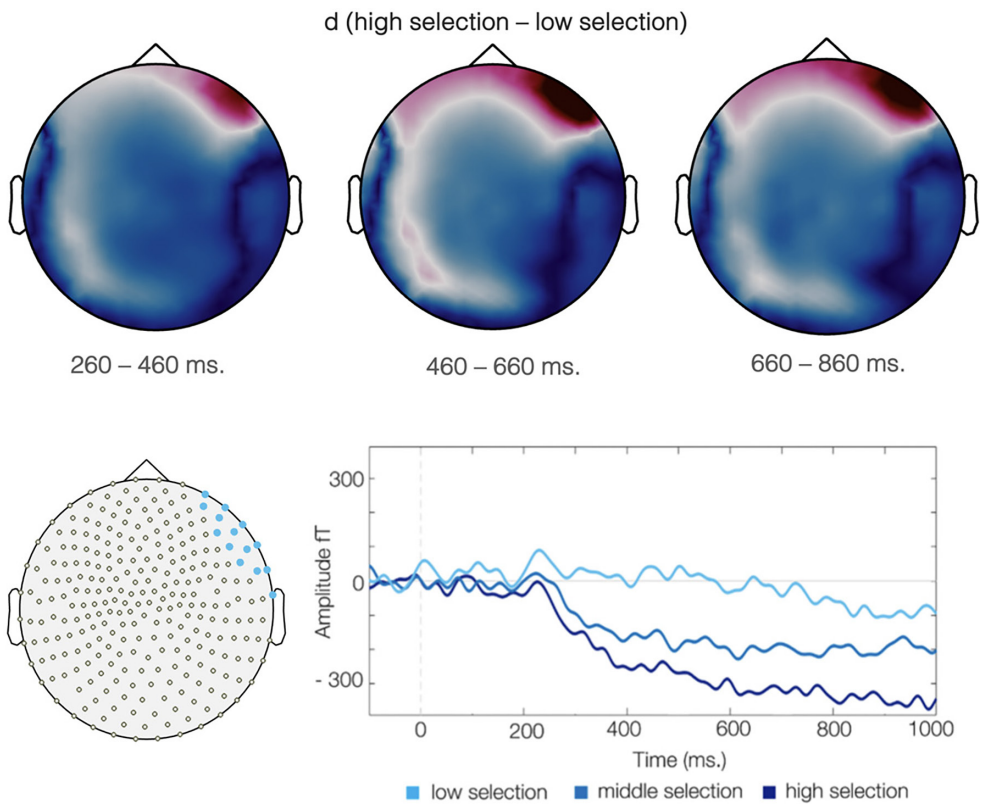 d (high selection – low selection)
260 – 460 ms.
460 – 660 ms.
660 – 860 ms.
300
0
- 300
Amplitude fT
0
200
400
600
800
1000
Time (ms.)
low selection
middle selection
high selection